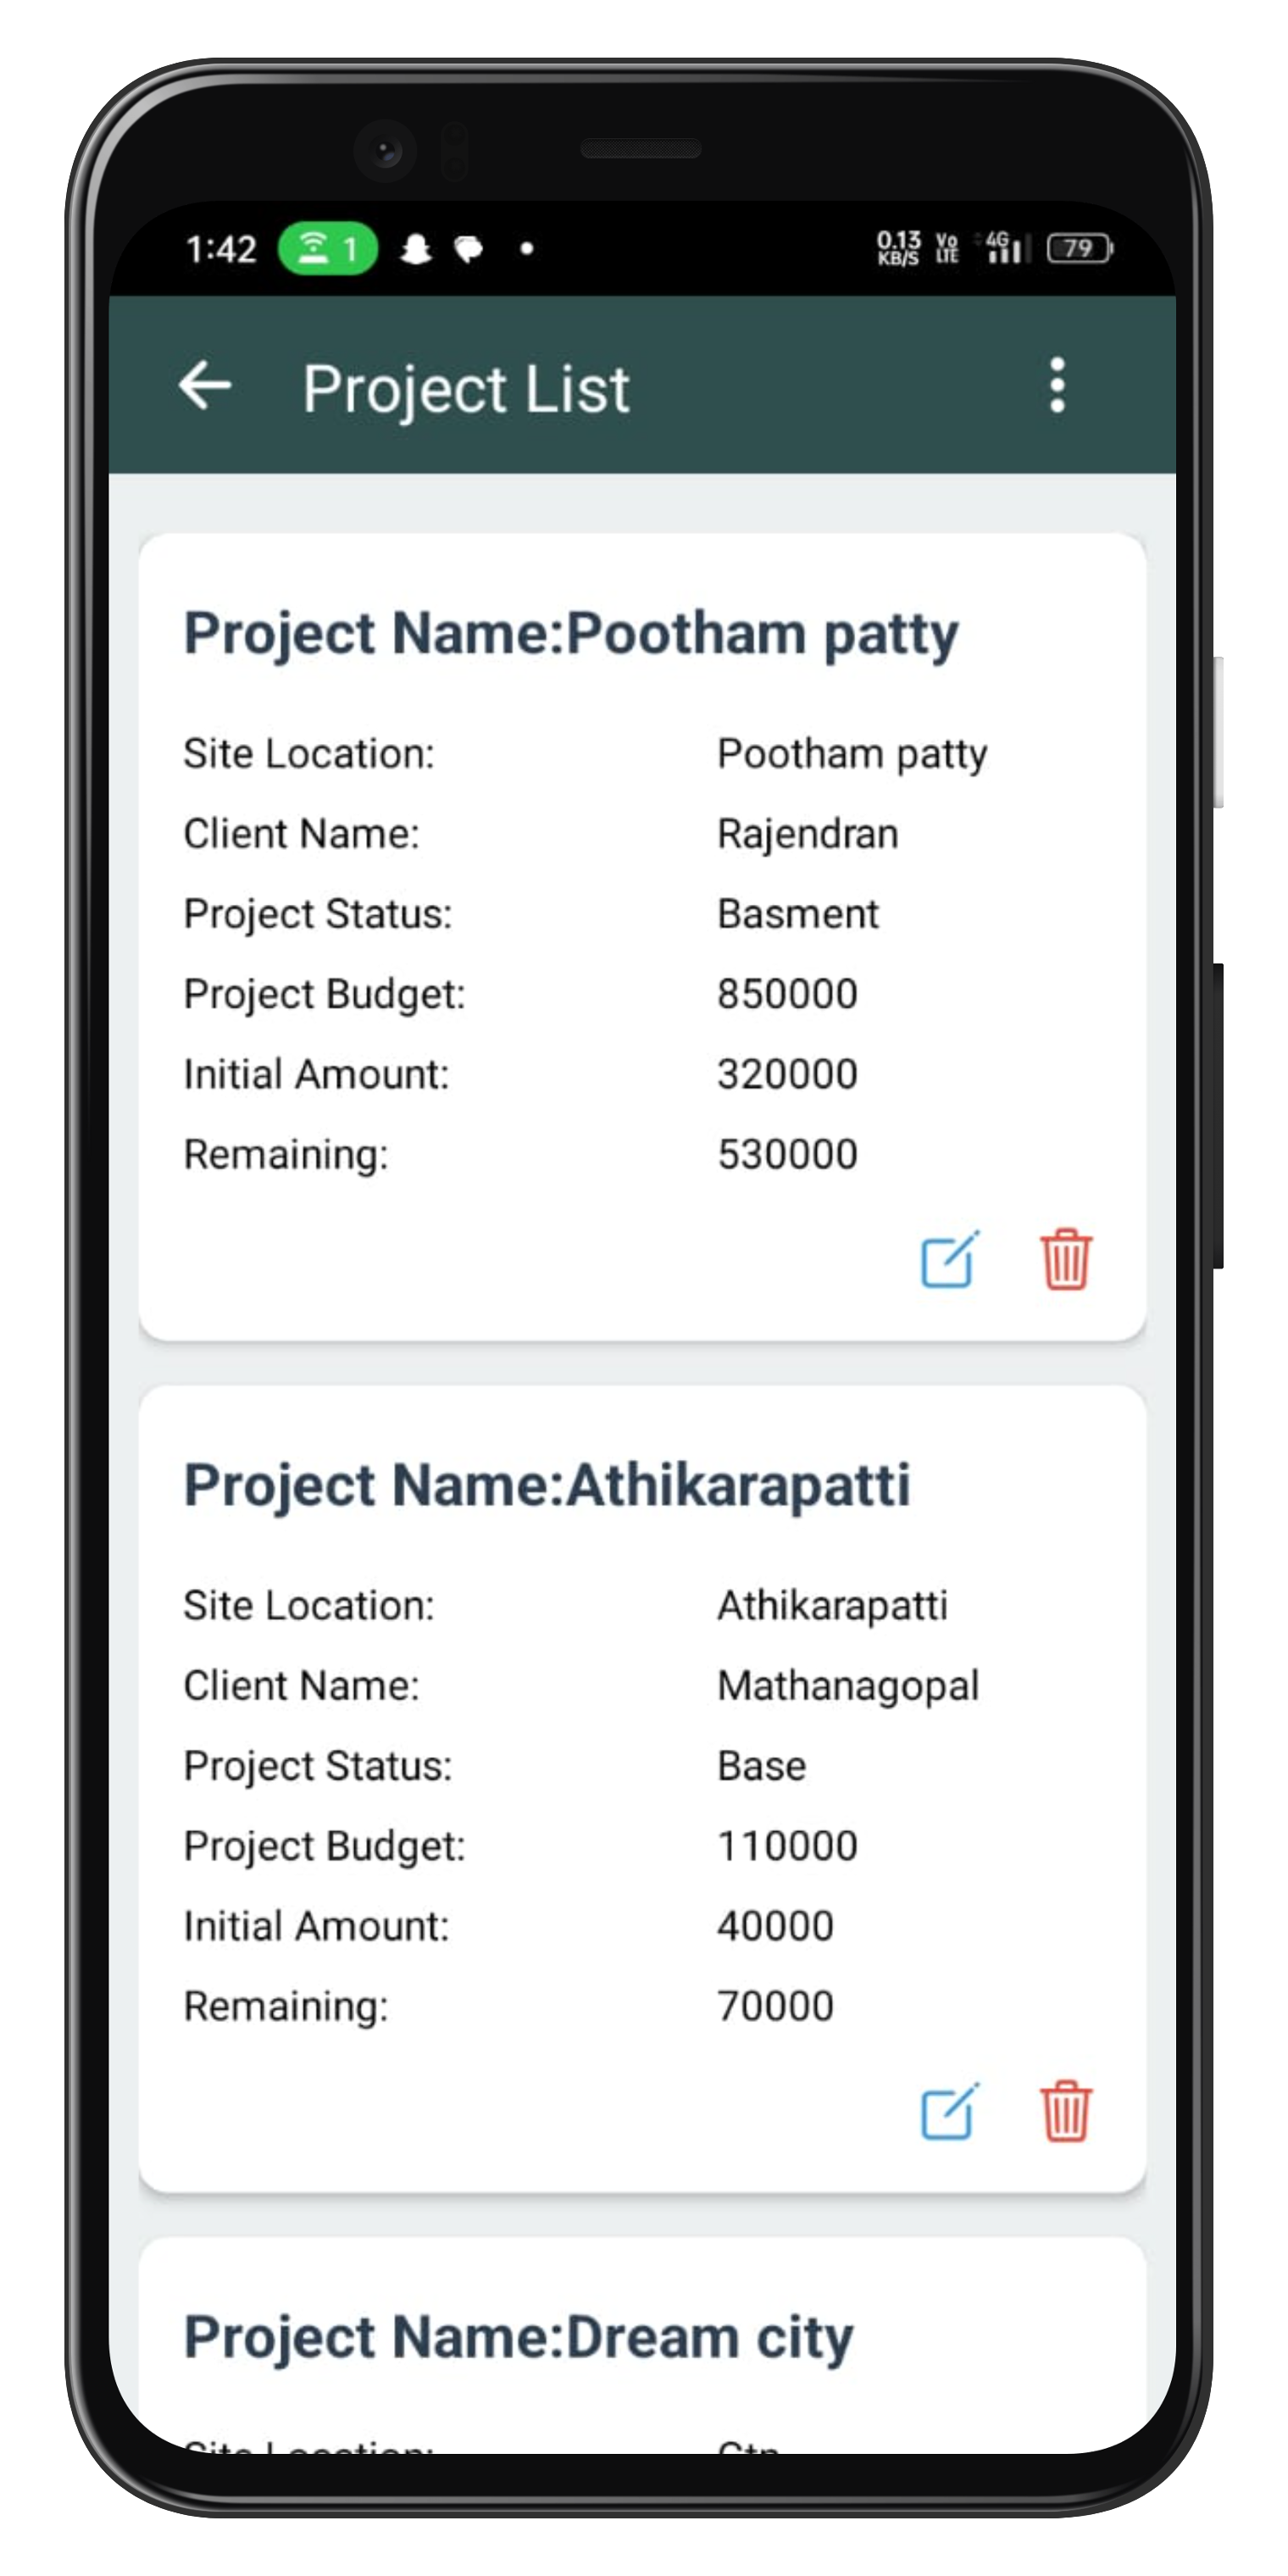 1:42 1 0.13 KB/S Vo LTE 4G 79
Project List
Project Name:Pootham patty
Site Location: Pootham patty
Client Name: Rajendran
Project Status: Basment
Project Budget: 850000
Initial Amount: 320000
Remaining: 530000
Project Name:Athikarapatti
Site Location: Athikarapatti
Client Name: Mathanagopal
Project Status: Base
Project Budget: 110000
Initial Amount: 40000
Remaining: 70000
Project Name:Dream city
Site Location: